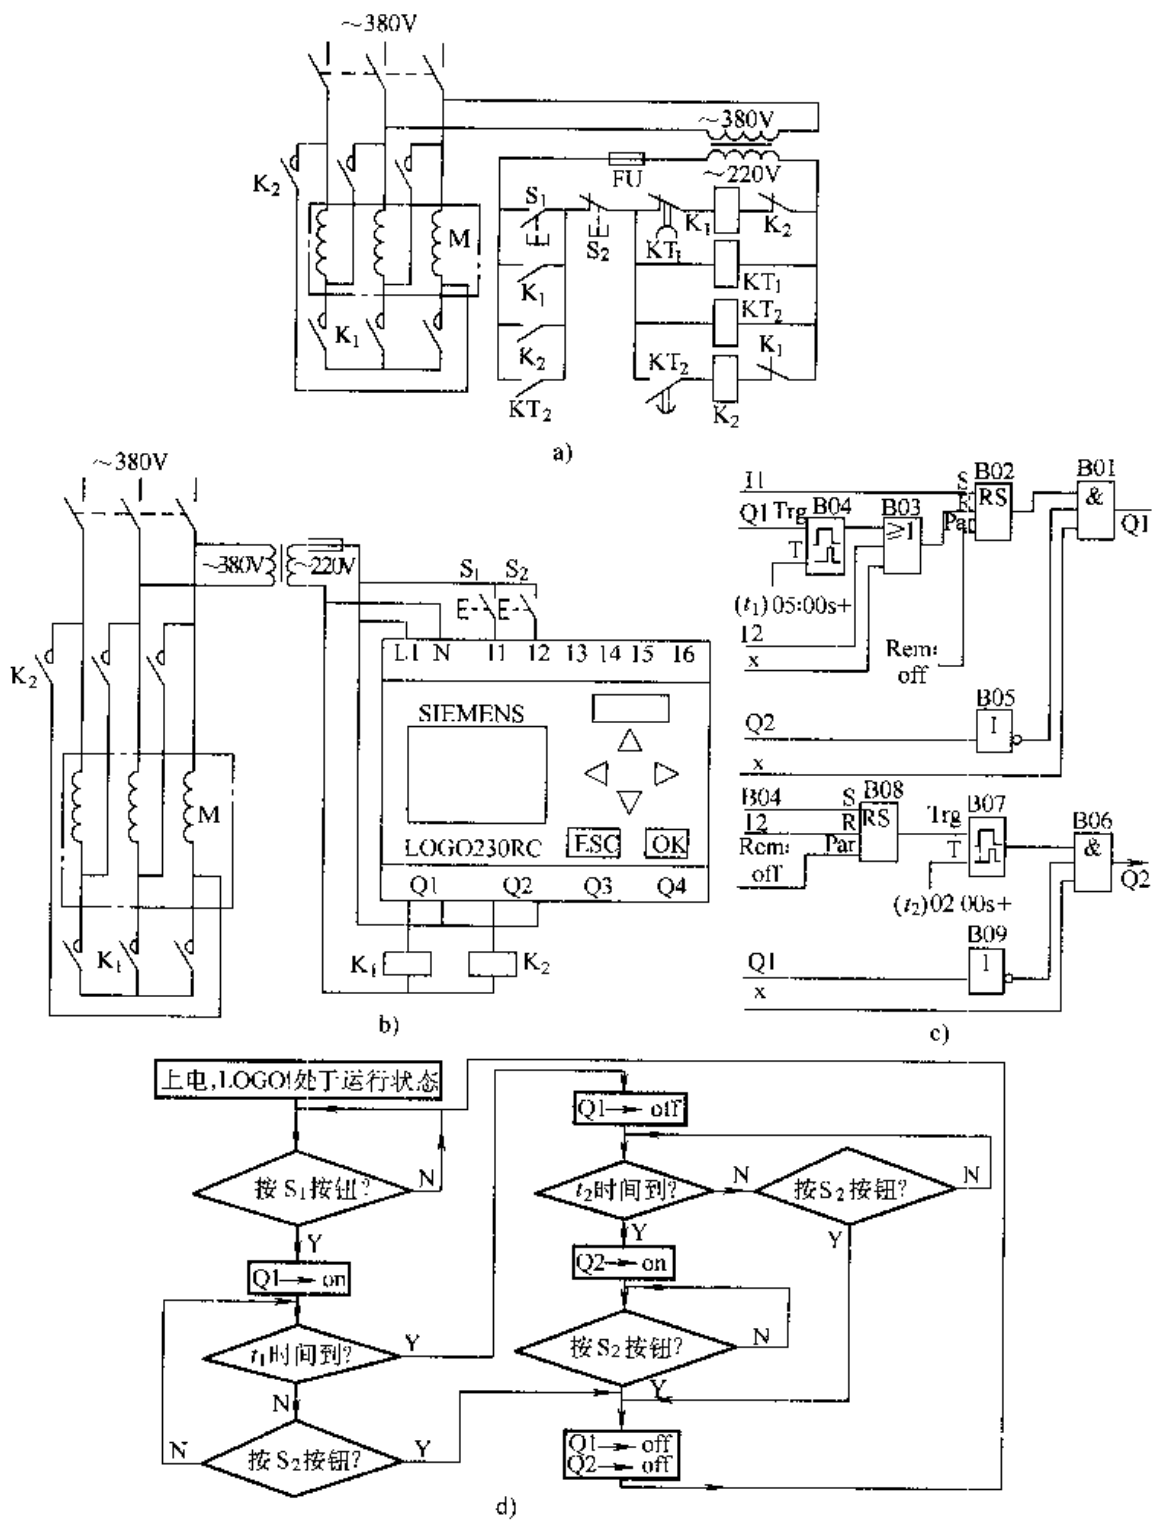 ~380V
~380V
~220V
FU
K₂
S₁
S₂
KT₁
K₁
K₂
M
K₁
KT₁
K₁
KT₂
K₂
K₁
KT₂
KT₂
K₂
a)
~380V
~380V
~220V
S₁ S₂
L1 N I1 I2 I3 I4 I5 I6
K₂
SIEMENS
M
LOGO230RC
ESC
OK
Q1 Q2 Q3 Q4
K₁
K₁
K₂
b)
B02
B01
I1
S
RS
&
Q1
Trg
B04
B03
R
Par
≥1
Q1
T
(t₁)05:00s+
I2
x
Rem:
off
B05
Q2
1
x
B04
S
B08
RS
I2
R
Trg
B07
B06
Rem:
off
Par
T
&
Q2
(t₂)02:00s+
B09
Q1
1
x
c)
上电,LOGO!处于运行状态
按S₁按钮?
N
Y
Q1→on
t₁时间到?
Y
N
按S₂按钮?
N
Y
Q1→off
t₂时间到?
N
按S₂按钮?
N
Y
Y
Q2→on
按S₂按钮?
N
Y
Q1→off
Q2→off
d)